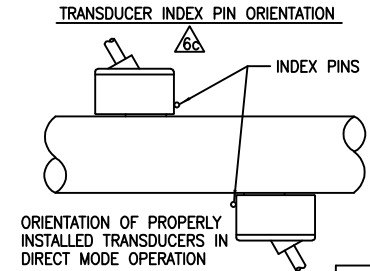 TRANSDUCER INDEX PIN ORIENTATION
6c
INDEX PINS
ORIENTATION OF PROPERLY
INSTALLED TRANSDUCERS IN
DIRECT MODE OPERATION